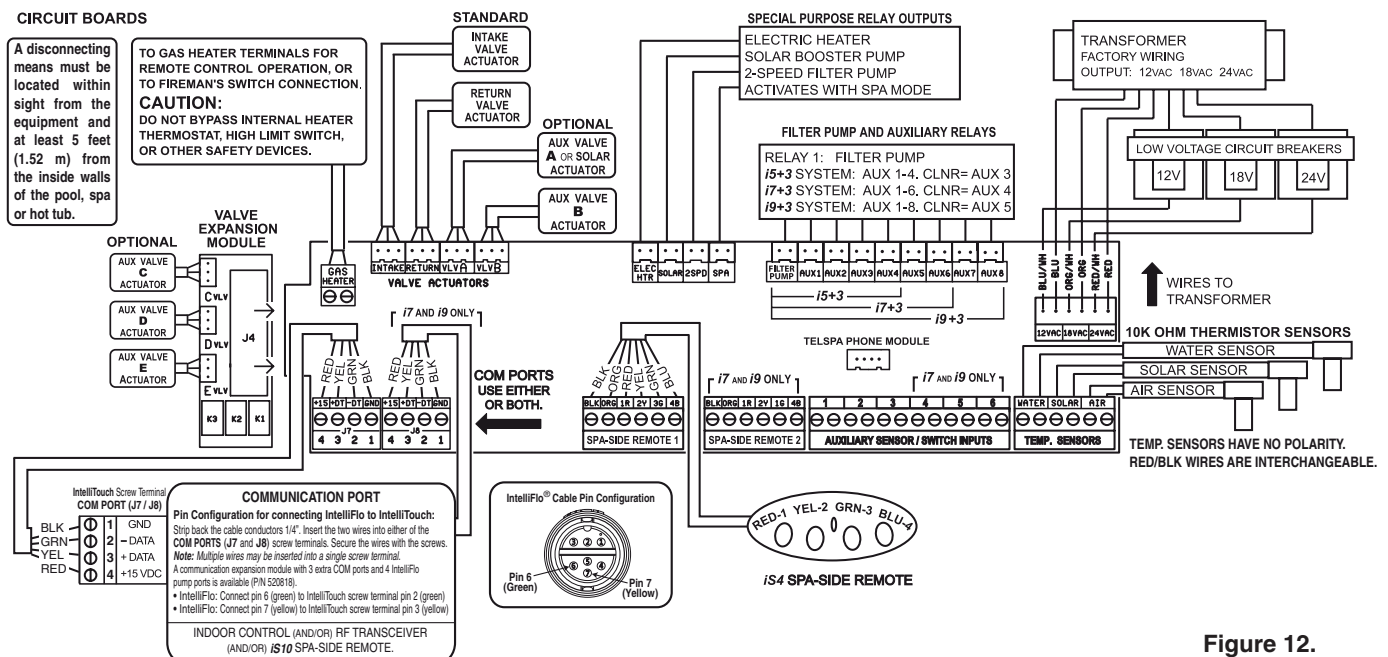 CIRCUIT BOARDS
A disconnecting
means must be
located within
sight from the
equipment and
at least 5 feet
(1.52 m) from
the inside walls
of the pool, spa
or hot tub.
TO GAS HEATER TERMINALS FOR
REMOTE CONTROL OPERATION, OR
TO FIREMAN'S SWITCH CONNECTION.
CAUTION:
DO NOT BYPASS INTERNAL HEATER
THERMOSTAT, HIGH LIMIT SWITCH,
OR OTHER SAFETY DEVICES.
STANDARD
INTAKE
VALVE
ACTUATOR
RETURN
VALVE
ACTUATOR
OPTIONAL
AUX VALVE
A OR SOLAR
ACTUATOR
AUX VALVE
B
ACTUATOR
SPECIAL PURPOSE RELAY OUTPUTS
ELECTRIC HEATER
SOLAR BOOSTER PUMP
2-SPEED FILTER PUMP
ACTIVATES WITH SPA MODE
FILTER PUMP AND AUXILIARY RELAYS
RELAY 1: FILTER PUMP
i5+3 SYSTEM: AUX 1-4. CLNR= AUX 3
i7+3 SYSTEM: AUX 1-6. CLNR= AUX 4
i9+3 SYSTEM: AUX 1-8. CLNR= AUX 5
TRANSFORMER
FACTORY WIRING
OUTPUT: 12VAC 18VAC 24VAC
LOW VOLTAGE CIRCUIT BREAKERS
12V 18V 24V
BLU/WH BLU ORG/WH ORG RED/WH RED
WIRES TO
TRANSFORMER
12VAC 18VAC 24VAC
VALVE
EXPANSION
MODULE
OPTIONAL
AUX VALVE
C
ACTUATOR
AUX VALVE
D
ACTUATOR
AUX VALVE
E
ACTUATOR
C VLV
D VLV
E VLV
J4
K3 K2 K1
GAS
HEATER
INTAKE RETURN VLV A VLV B
VALVE ACTUATORS
ELEC
HTR SOLAR 2SPD SPA
FILTER
PUMP AUX1 AUX2 AUX3 AUX4 AUX5 AUX6 AUX7 AUX8
i5+3
i7+3
i9+3
TELSPA PHONE MODULE
10K OHM THERMISTOR SENSORS
WATER SENSOR
SOLAR SENSOR
AIR SENSOR
TEMP. SENSORS HAVE NO POLARITY.
RED/BLK WIRES ARE INTERCHANGEABLE.
i7 AND i9 ONLY
RED YEL GRN BLK
RED YEL GRN BLK
+15 +DT -DT GND
+15 +DT -DT GND
J7
J8
4 3 2 1
4 3 2 1
COM PORTS
USE EITHER
OR BOTH.
BLK ORG RED YEL GRN BLU
BLK ORG 1R 2Y 3G 4B
SPA-SIDE REMOTE 1
i7 AND i9 ONLY
BLK ORG 1R 2Y 1G 4B
SPA-SIDE REMOTE 2
i7 AND i9 ONLY
1 2 3 4 5 6
AUXILIARY SENSOR / SWITCH INPUTS
WATER SOLAR AIR
TEMP. SENSORS
IntelliTouch Screw Terminal
COM PORT (J7 / J8)
BLK 1 GND
GRN 2 – DATA
YEL 3 + DATA
RED 4 +15 VDC
COMMUNICATION PORT
Pin Configuration for connecting IntelliFlo to IntelliTouch:
Strip back the cable conductors 1/4". Insert the two wires into either of the
COM PORTS (J7 and J8) screw terminals. Secure the wires with the screws.
Note: Multiple wires may be inserted into a single screw terminal.
A communication expansion module with 3 extra COM ports and 4 IntelliFlo
pump ports is available (P/N 520818).
• IntelliFlo: Connect pin 6 (green) to IntelliTouch screw terminal pin 2 (green)
• IntelliFlo: Connect pin 7 (yellow) to IntelliTouch screw terminal pin 3 (yellow)
INDOOR CONTROL (AND/OR) RF TRANSCEIVER
(AND/OR) iS10 SPA-SIDE REMOTE.
IntelliFlo® Cable Pin Configuration
3 2 1
6 5 4
7
Pin 6
(Green)
Pin 7
(Yellow)
RED-1 YEL-2 GRN-3 BLU-4
iS4 SPA-SIDE REMOTE
Figure 12.